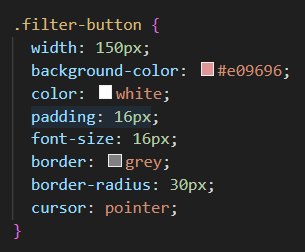 .filter-button {
width: 150px;
background-color: #e09696;
color: white;
padding: 16px;
font-size: 16px;
border: grey;
border-radius: 30px;
cursor: pointer;
}